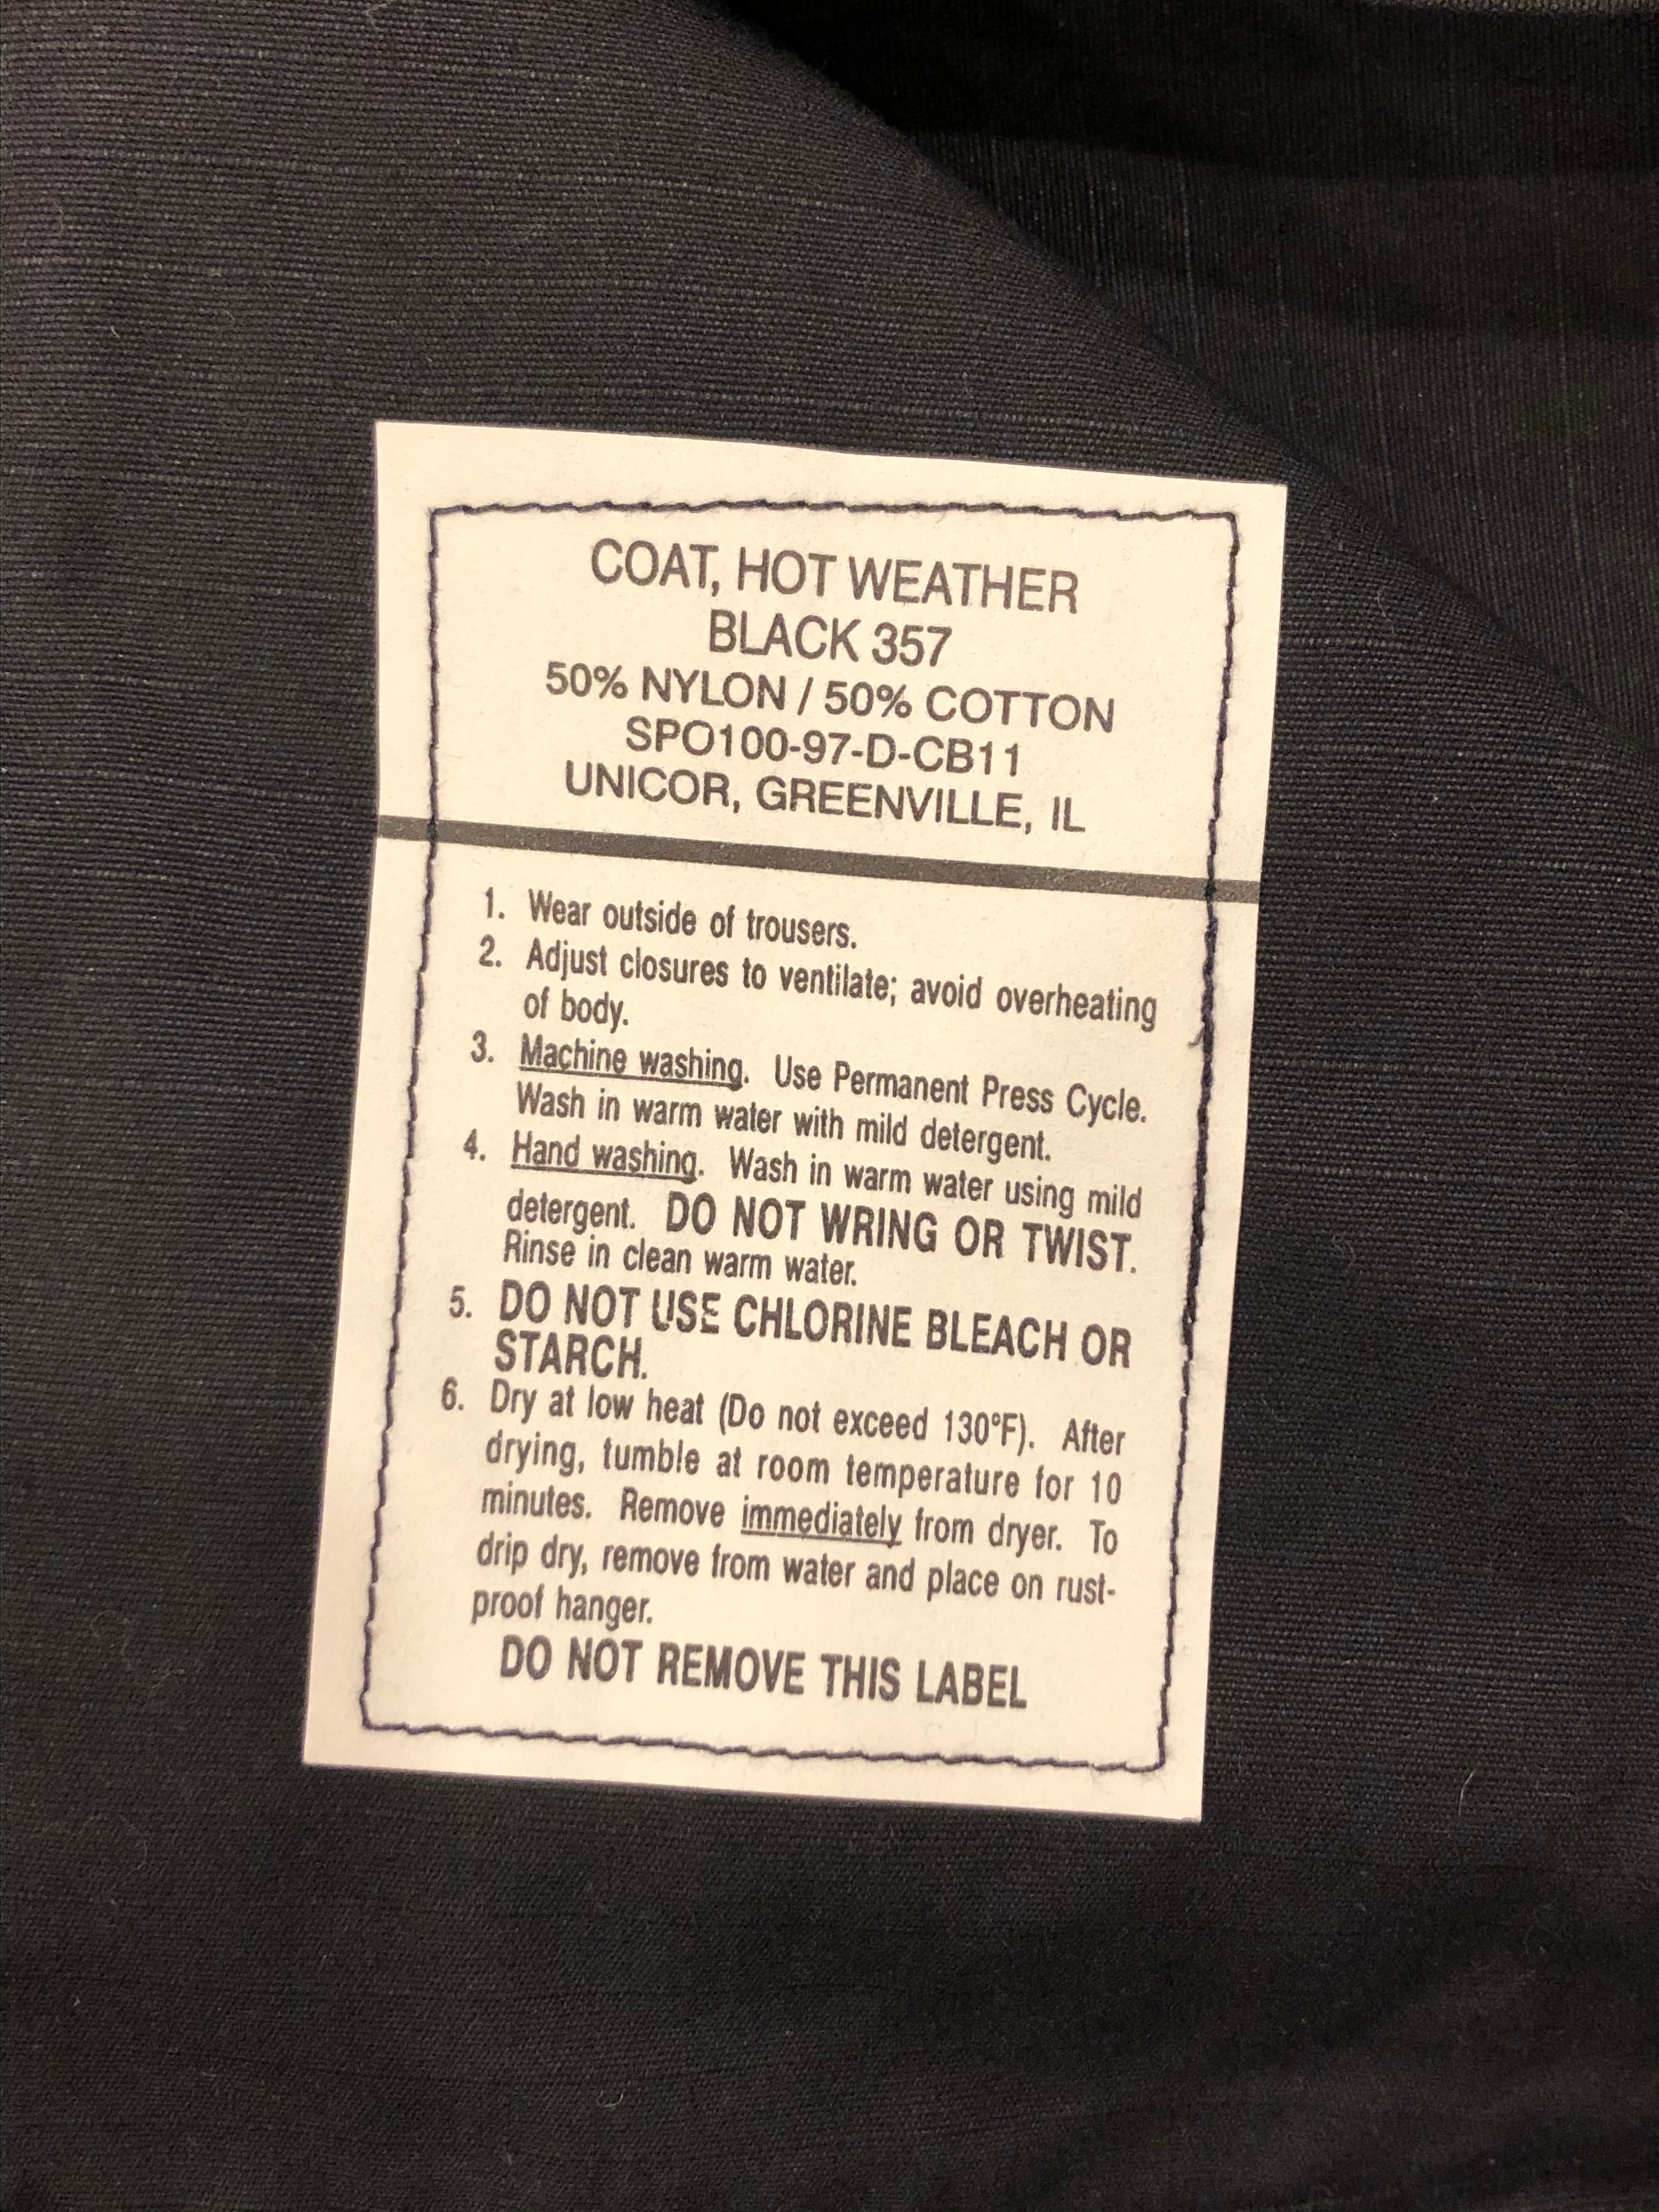 COAT, HOT WEATHER
BLACK 357
50% NYLON / 50% COTTON
SPO100-97-D-CB11
UNICOR, GREENVILLE, IL
1. Wear outside of trousers.
2. Adjust closures to ventilate; avoid overheating
of body.
3. Machine washing. Use Permanent Press Cycle.
Wash in warm water with mild detergent.
4. Hand washing. Wash in warm water using mild
detergent. DO NOT WRING OR TWIST.
Rinse in clean warm water.
5. DO NOT USE CHLORINE BLEACH OR
STARCH.
6. Dry at low heat (Do not exceed 130°F). After
drying, tumble at room temperature for 10
minutes. Remove immediately from dryer. To
drip dry, remove from water and place on rust-
proof hanger.
DO NOT REMOVE THIS LABEL